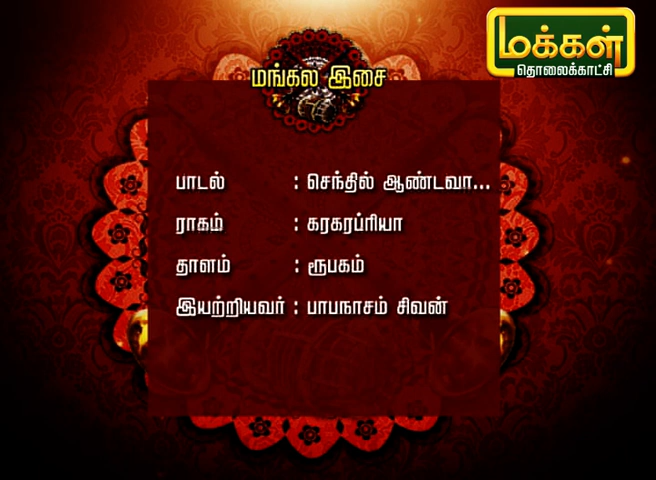 மக்கள்
தொலைக்காட்சி
மங்கல இசை
பாடல் : செந்தில் ஆண்டவா...
ராகம் : கரகரப்ரியா
தாளம் : ரூபகம்
இயற்றியவர் : பாபநாசம் சிவன்